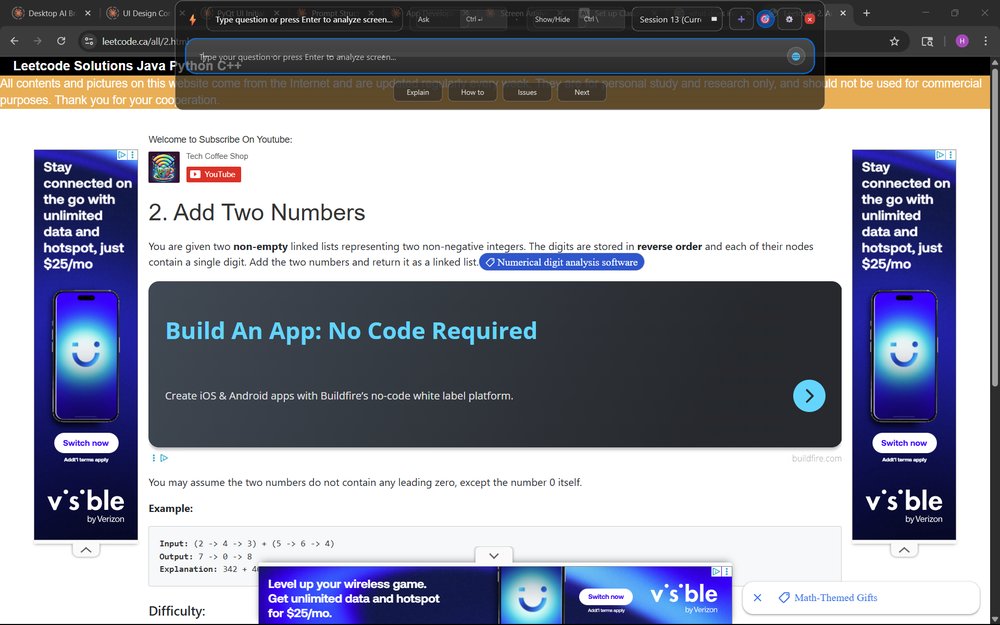 Desktop AI Br
UI Design Cor
PyQt UI Initi
Prompt Struc
App Develop
Screen Ar
Set up Clas
2. A
Type question or press Enter to analyze screen...
Ask
Ctrl ↵
Show/Hide
Ctrl \
Session 13 (Curr
leetcode.ca/all/2.html
H
Type your question or press Enter to analyze screen...
Explain
How to
Issues
Next
Leetcode Solutions Java Python C++
All contents and pictures on this website come from the Internet and are updated regularly every week. They are for personal study and research only, and should not be used for commercial
purposes. Thank you for your cooperation.
Welcome to Subscribe On Youtube:
Tech Coffee Shop
YouTube
2. Add Two Numbers
You are given two non-empty linked lists representing two non-negative integers. The digits are stored in reverse order and each of their nodes
contain a single digit. Add the two numbers and return it as a linked list.
Numerical digit analysis software
Stay
connected on
the go with
unlimited
data and
hotspot, just
$25/mo
Switch now
Addt'l terms apply
visible
by Verizon
Build An App: No Code Required
Create iOS & Android apps with Buildfire's no-code white label platform.
buildfire.com
Stay
connected on
the go with
unlimited
data and
hotspot, just
$25/mo
Switch now
Addt'l terms apply
visible
by Verizon
You may assume the two numbers do not contain any leading zero, except the number 0 itself.
Example:
Input: (2 -> 4 -> 3) + (5 -> 6 -> 4)
Output: 7 -> 0 -> 8
Explanation: 342 + 46
Difficulty:
Level up your wireless game.
Get unlimited data and hotspot
for $25/mo.
Switch now
Addt'l terms apply
visible
by Verizon
Math-Themed Gifts